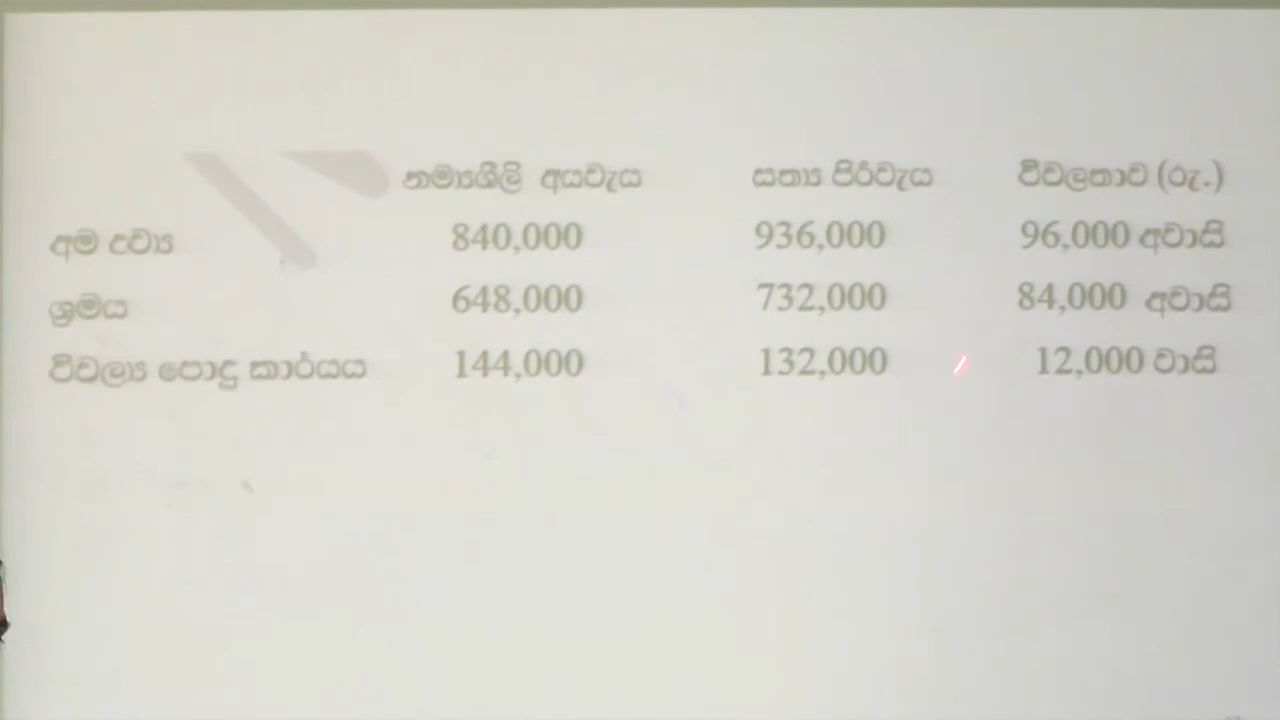 නම්‍යශීලි අයවැය සත්‍ය පිරිවැය විචලතාව (රු.)
අමු ද්‍රව්‍ය 840,000 936,000 96,000 අවාසි
ශ්‍රමය 648,000 732,000 84,000 අවාසි
විචල්‍ය පොදු කාර්යය 144,000 132,000 12,000 වාසි